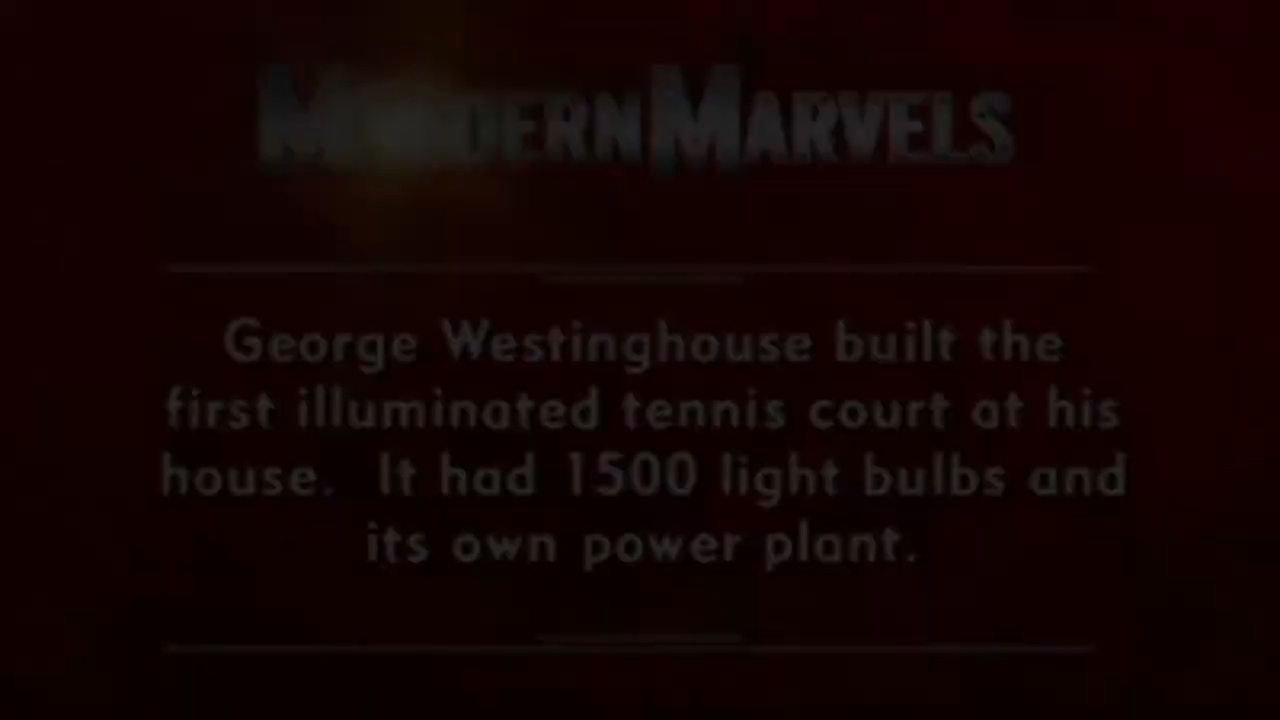 MODERN MARVELS
George Westinghouse built the
first illuminated tennis court at his
house.  It had 1500 light bulbs and
its own power plant.